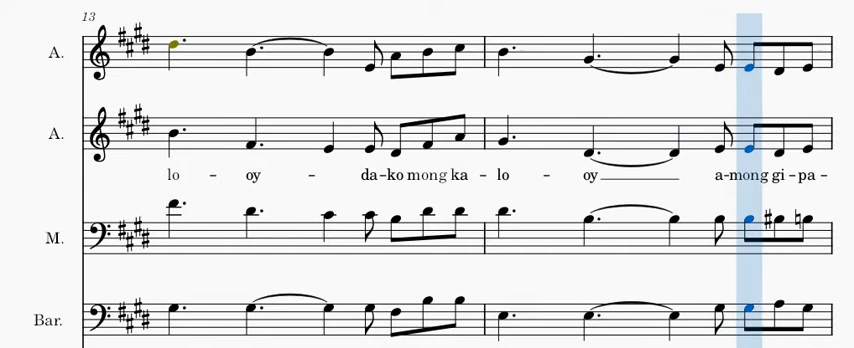 13
A.
A.
lo - oy - da-ko mong ka - lo - oy a-mong gi-pa-
M.
Bar.